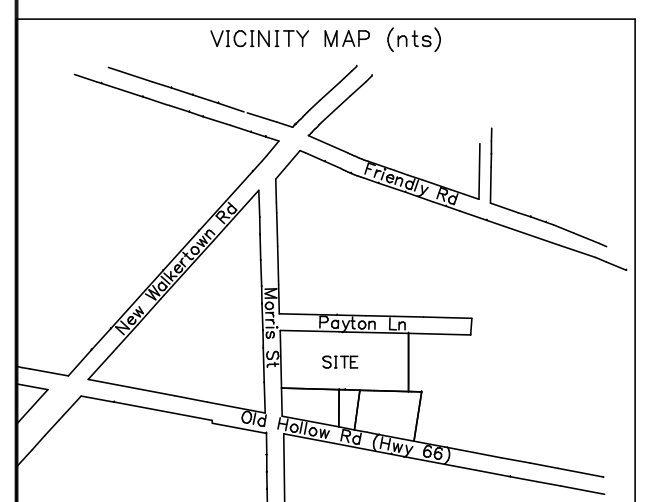 VICINITY MAP (nts)
Friendly Rd
New Walkertown Rd
Morris St
Payton Ln
SITE
Old Hollow Rd (Hwy 66)